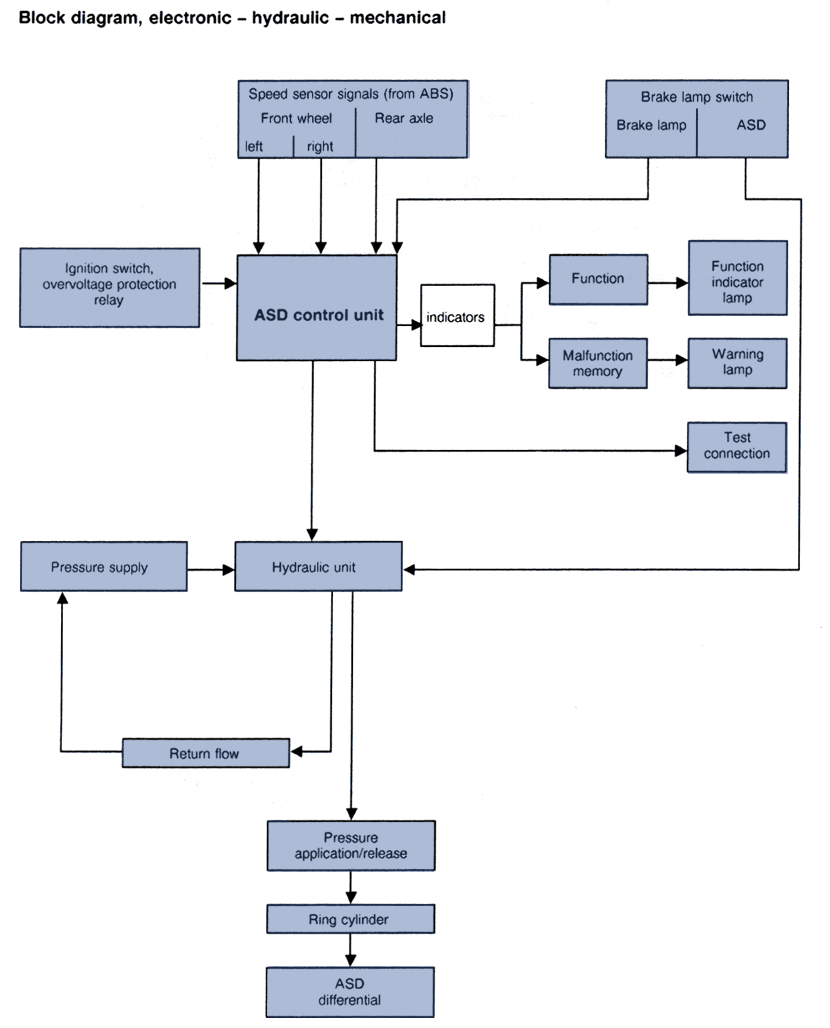 Block diagram, electronic – hydraulic – mechanical
Speed sensor signals (from ABS)
Front wheel
Rear axle
left
right
Brake lamp switch
Brake lamp
ASD
Ignition switch,
overvoltage protection
relay
ASD control unit
indicators
Function
Function
indicator
lamp
Malfunction
memory
Warning
lamp
Test
connection
Pressure supply
Hydraulic unit
Return flow
Pressure
application/release
Ring cylinder
ASD
differential